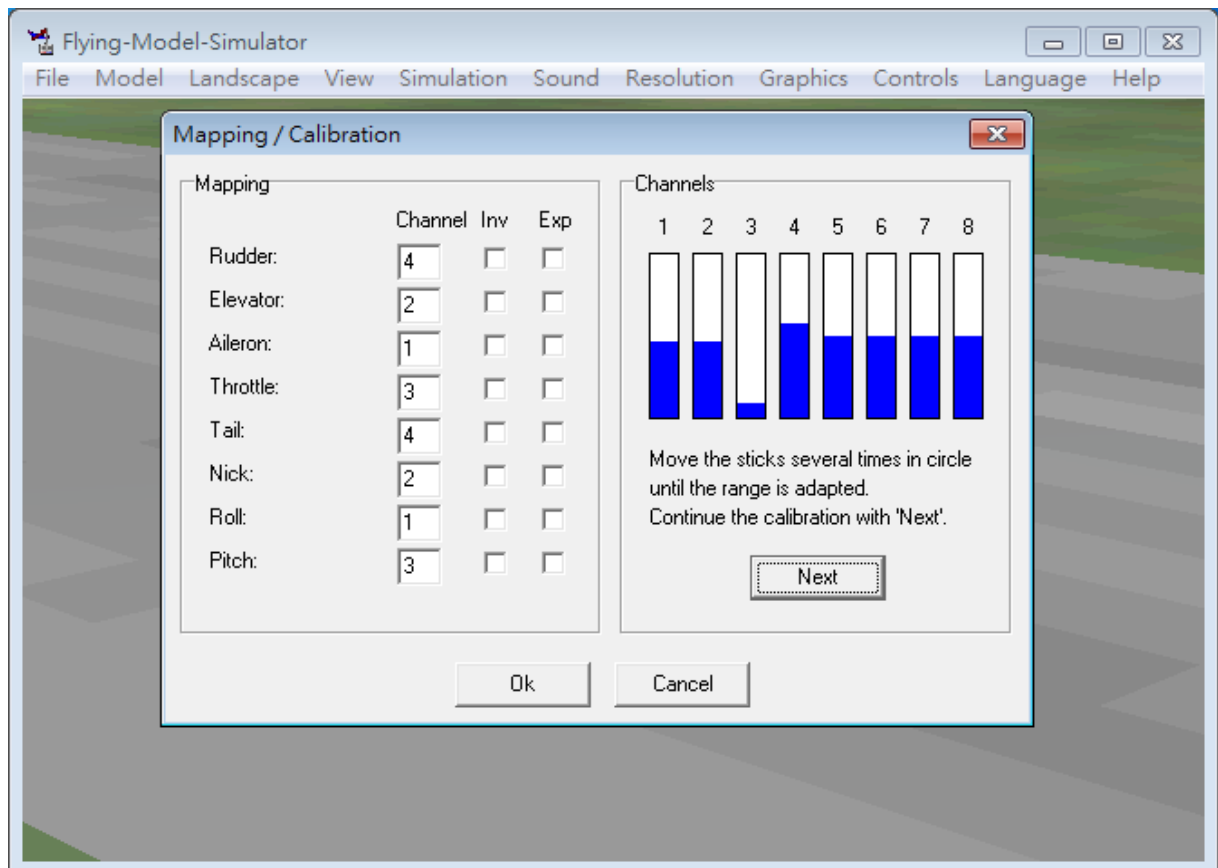 Flying-Model-Simulator
File Model Landscape View Simulation Sound Resolution Graphics Controls Language Help
Mapping / Calibration
Mapping
Channel Inv Exp
Rudder: 4
Elevator: 2
Aileron: 1
Throttle: 3
Tail: 4
Nick: 2
Roll: 1
Pitch: 3
Channels
1 2 3 4 5 6 7 8
Move the sticks several times in circle
until the range is adapted.
Continue the calibration with 'Next'.
Next
Ok Cancel